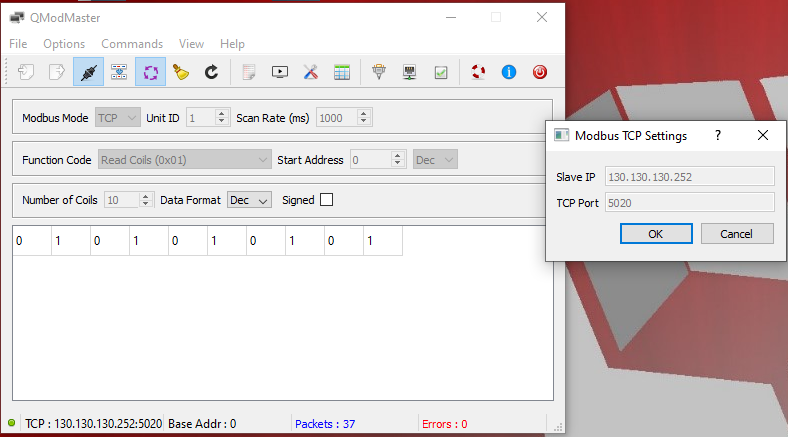 QModMaster
File Options Commands View Help
Modbus Mode TCP Unit ID 1 Scan Rate (ms) 1000
Function Code Read Coils (0x01) Start Address 0 Dec
Number of Coils 10 Data Format Dec Signed
0 1 0 1 0 1 0 1 0 1
TCP : 130.130.130.252:5020 Base Addr : 0 Packets : 37 Errors : 0
Modbus TCP Settings ?
Slave IP 130.130.130.252
TCP Port 5020
OK Cancel